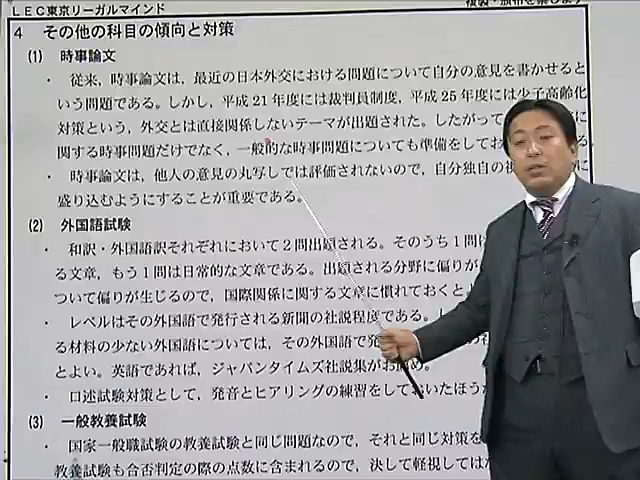 LEC東京リーガルマインド
4 その他の科目の傾向と対策
(1) 時事論文
・ 従来，時事論文は，最近の日本外交における問題について自分の意見を書かせると
いう問題である。しかし，平成21年度には裁判員制度，平成25年度には少子高齢化
対策という，外交とは直接関係しないテーマが出題された。したがって
関する時事問題だけでなく，一般的な時事問題についても準備をしてお
・ 時事論文は，他人の意見の丸写しでは評価されないので，自分独自の視
盛り込むようにすることが重要である。
(2) 外国語試験
・ 和訳・外国語訳それぞれにおいて2問出題される。そのうち1問は
る文章，もう1問は日常的な文章である。出題される分野に偏りが
ついて偏りが生じるので，国際関係に関する文章に慣れておくとよ
・ レベルはその外国語で発行される新聞の社説程度である。し
る材料の少ない外国語については，その外国語で発
とよい。英語であれば，ジャパンタイムズ社説集がお薦め。
・ 口述試験対策として，発音とヒアリングの練習をしておいたほう
(3) 一般教養試験
・ 国家一般職試験の教養試験と同じ問題なので，それと同じ対策を
教養試験も合否判定の際の点数に含まれるので，決して軽視しては